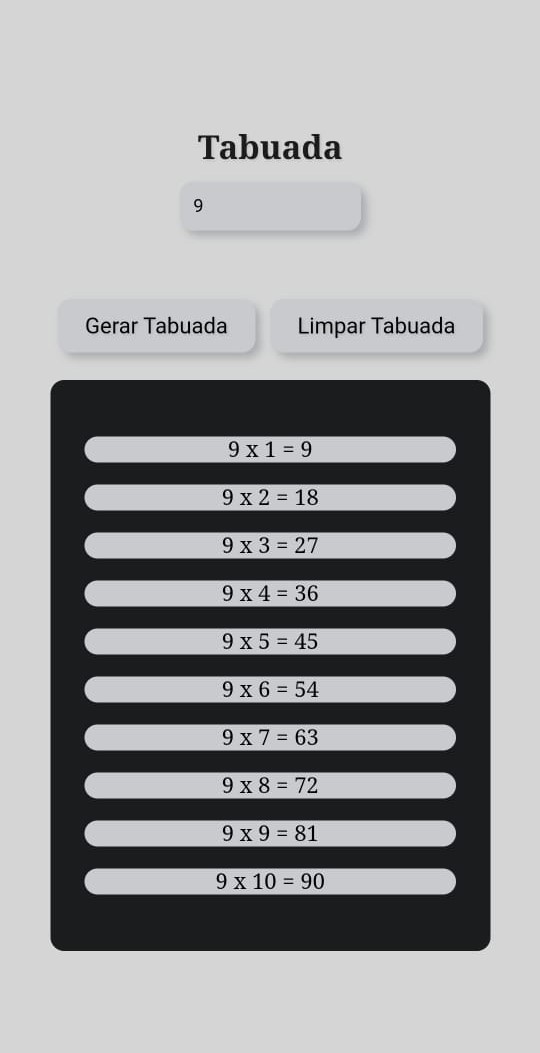 Tabuada
9
Gerar Tabuada
Limpar Tabuada
9 x 1 = 9
9 x 2 = 18
9 x 3 = 27
9 x 4 = 36
9 x 5 = 45
9 x 6 = 54
9 x 7 = 63
9 x 8 = 72
9 x 9 = 81
9 x 10 = 90